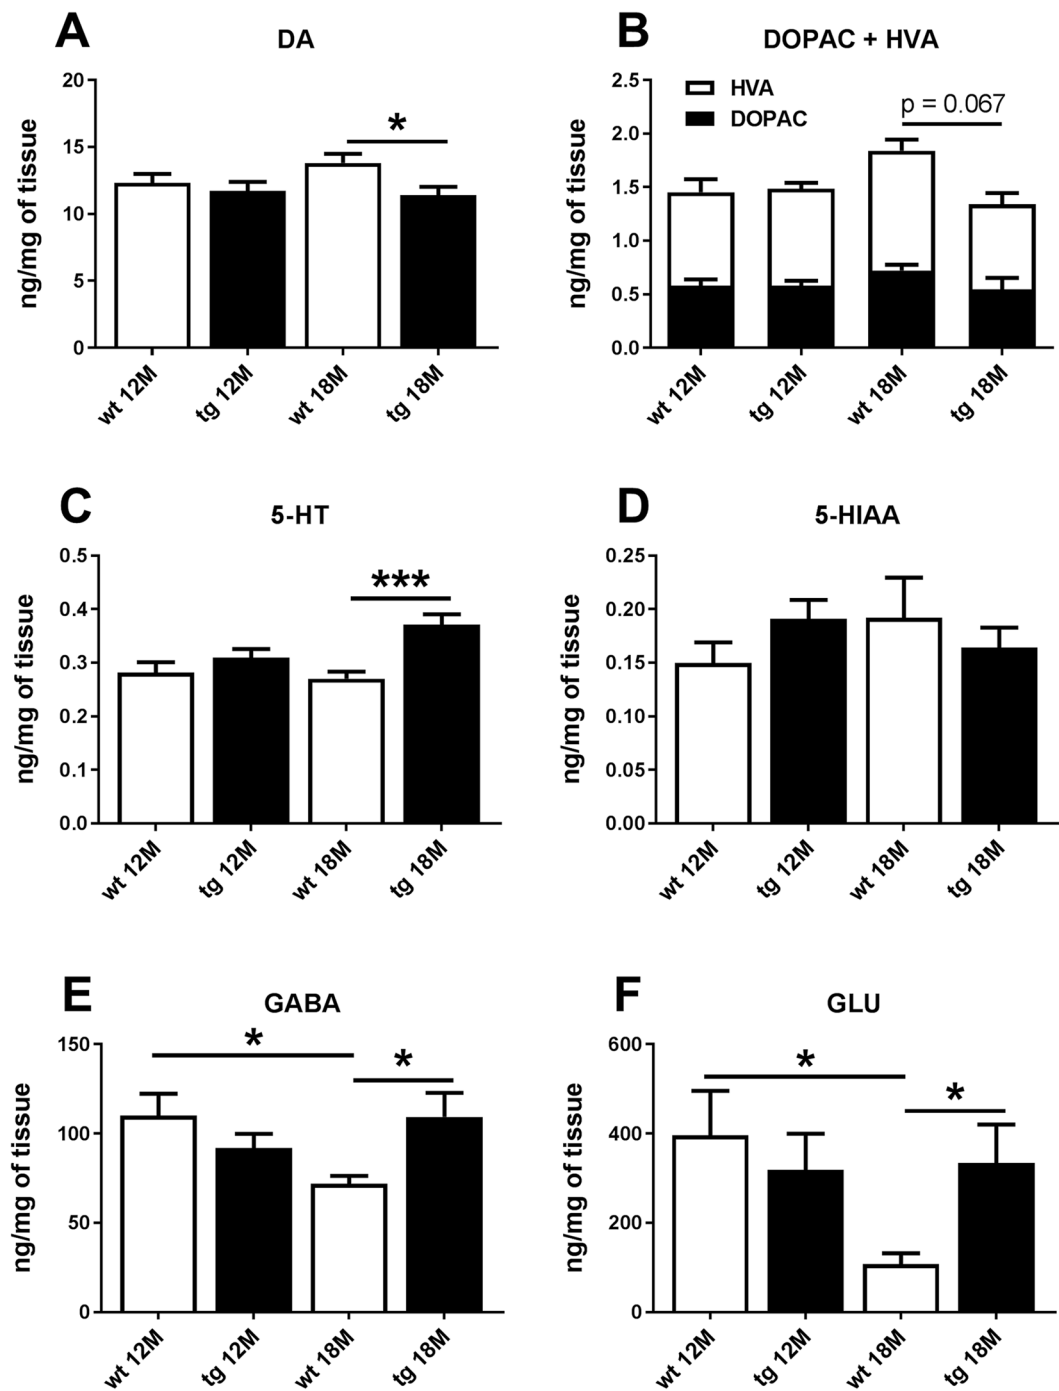 A
DA
ng/mg of tissue
20
15
10
5
0
*
wt 12M
tg 12M
wt 18M
tg 18M
B
DOPAC + HVA
ng/mg of tissue
2.5
2.0
1.5
1.0
0.5
0.0
HVA
DOPAC
p = 0.067
wt 12M
tg 12M
wt 18M
tg 18M
C
5-HT
ng/mg of tissue
0.5
0.4
0.3
0.2
0.1
0.0
***
wt 12M
tg 12M
wt 18M
tg 18M
D
5-HIAA
ng/mg of tissue
0.25
0.20
0.15
0.10
0.05
0.00
wt 12M
tg 12M
wt 18M
tg 18M
E
GABA
ng/mg of tissue
150
100
50
0
*
*
wt 12M
tg 12M
wt 18M
tg 18M
F
GLU
ng/mg of tissue
600
400
200
0
*
*
wt 12M
tg 12M
wt 18M
tg 18M